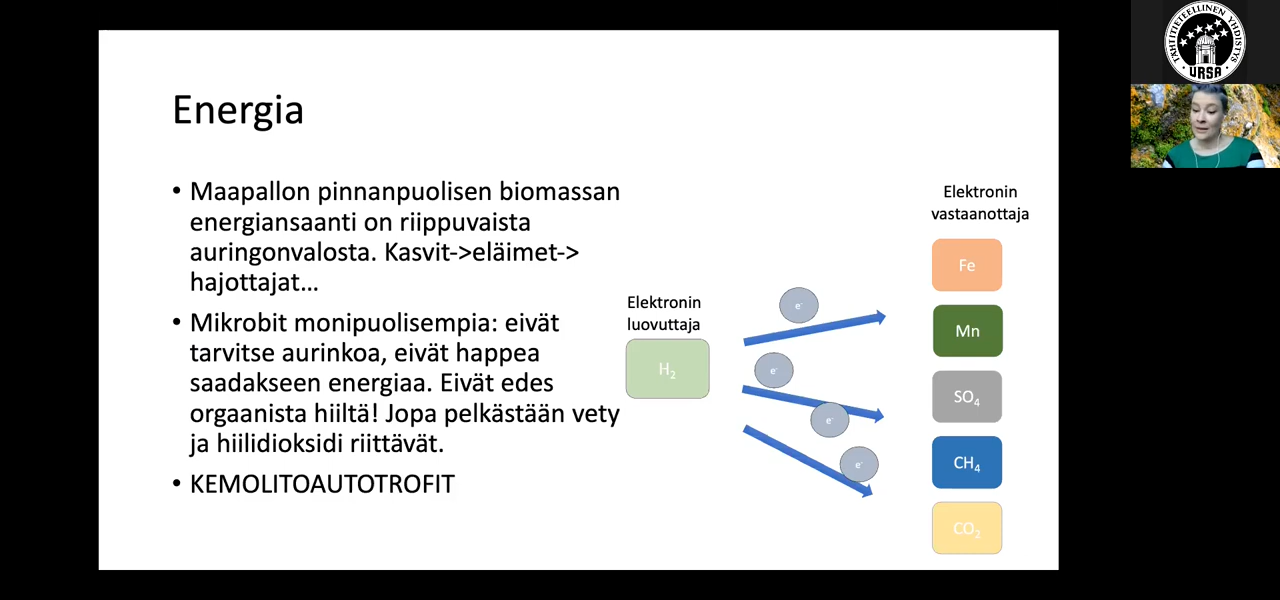 Energia
• Maapallon pinnanpuolisen biomassan
energiansaanti on riippuvaista
auringonvalosta. Kasvit->eläimet->
hajottajat...
• Mikrobit monipuolisempia: eivät
tarvitse aurinkoa, eivät happea
saadakseen energiaa. Eivät edes
orgaanista hiiltä! Jopa pelkästään vety
ja hiilidioksidi riittävät.
• KEMOLITOAUTOTROFIT
Elektronin
luovuttaja
H₂
e⁻
e⁻
e⁻
e⁻
Elektronin
vastaanottaja
Fe
Mn
SO₄
CH₄
CO₂
TÄHTITIETEELLINEN YHDISTYS
URSA